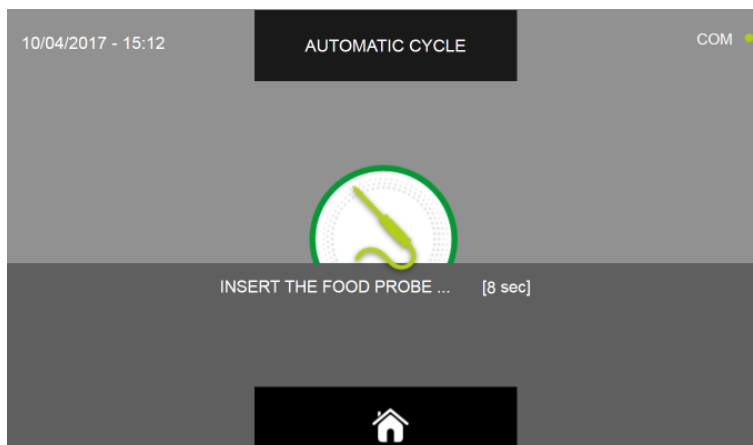 10/04/2017 - 15:12
AUTOMATIC CYCLE
COM
INSERT THE FOOD PROBE ... [8 sec]